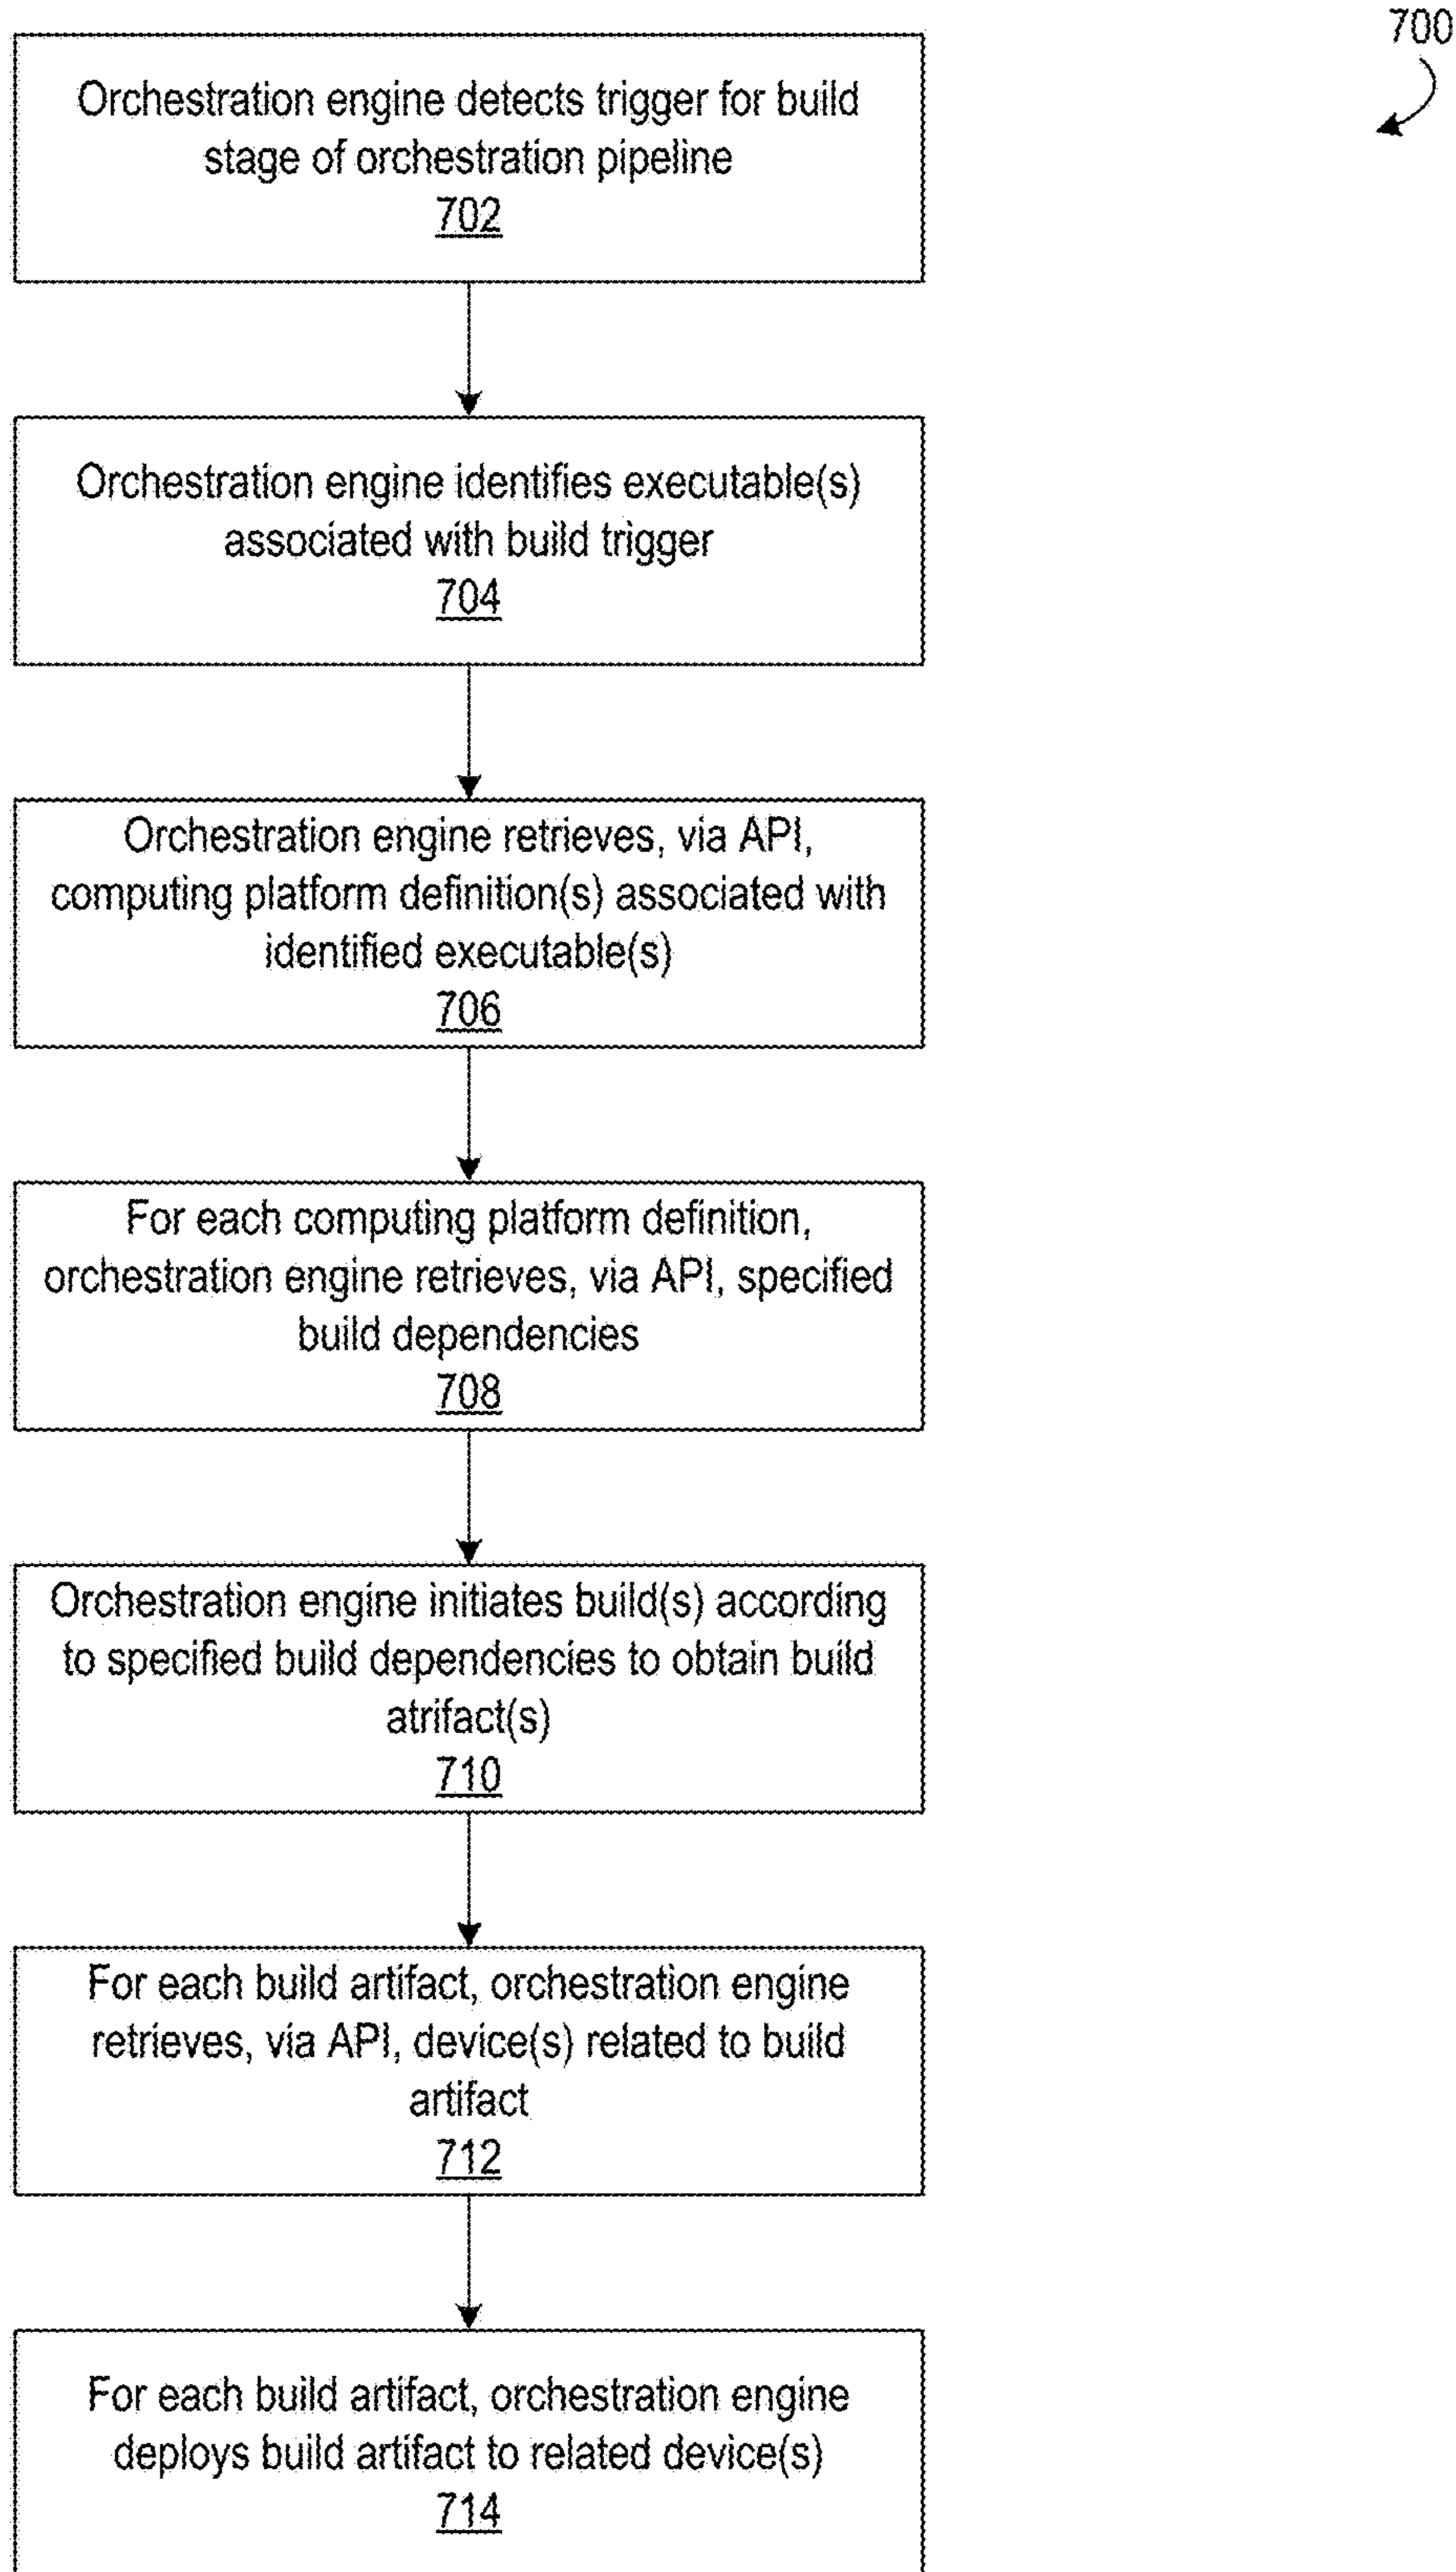 700
Orchestration engine detects trigger for build
stage of orchestration pipeline
702
Orchestration engine identifies executable(s)
associated with build trigger
704
Orchestration engine retrieves, via API,
computing platform definition(s) associated with
identified executable(s)
706
For each computing platform definition,
orchestration engine retrieves, via API, specified
build dependencies
708
Orchestration engine initiates build(s) according
to specified build dependencies to obtain build
atrifact(s)
710
For each build artifact, orchestration engine
retrieves, via API, device(s) related to build
artifact
712
For each build artifact, orchestration engine
deploys build artifact to related device(s)
714